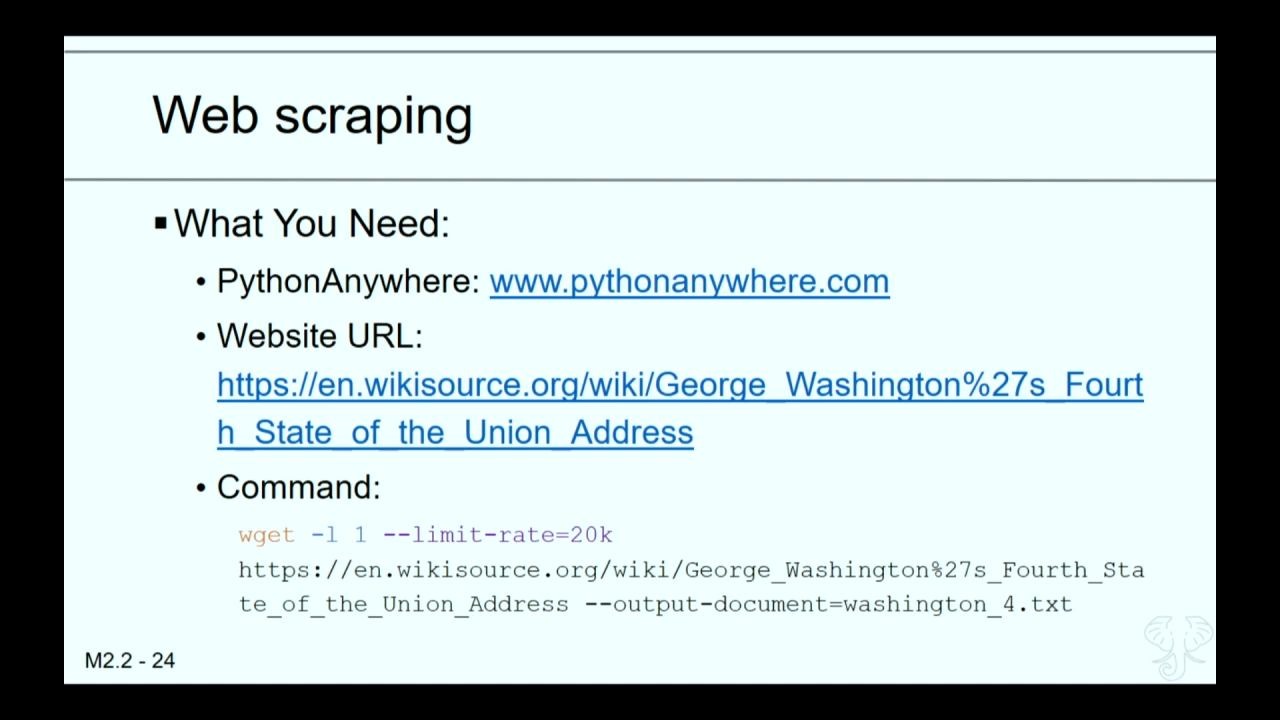 Web scraping
▪ What You Need:
• PythonAnywhere: www.pythonanywhere.com
• Website URL:
https://en.wikisource.org/wiki/George_Washington%27s_Fourt
h_State_of_the_Union_Address
• Command:
wget -l 1 --limit-rate=20k
https://en.wikisource.org/wiki/George_Washington%27s_Fourth_Sta
te_of_the_Union_Address --output-document=washington_4.txt
M2.2 - 24